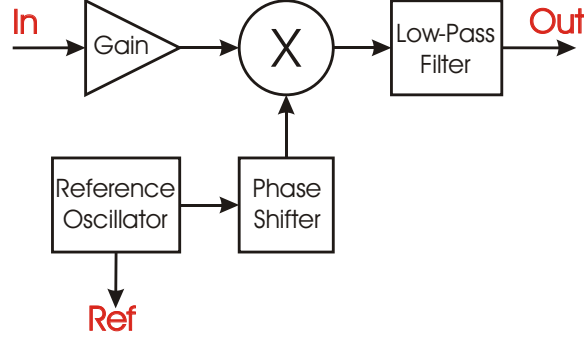 In
Gain
X
Low-Pass
Filter
Out
Reference
Oscillator
Phase
Shifter
Ref